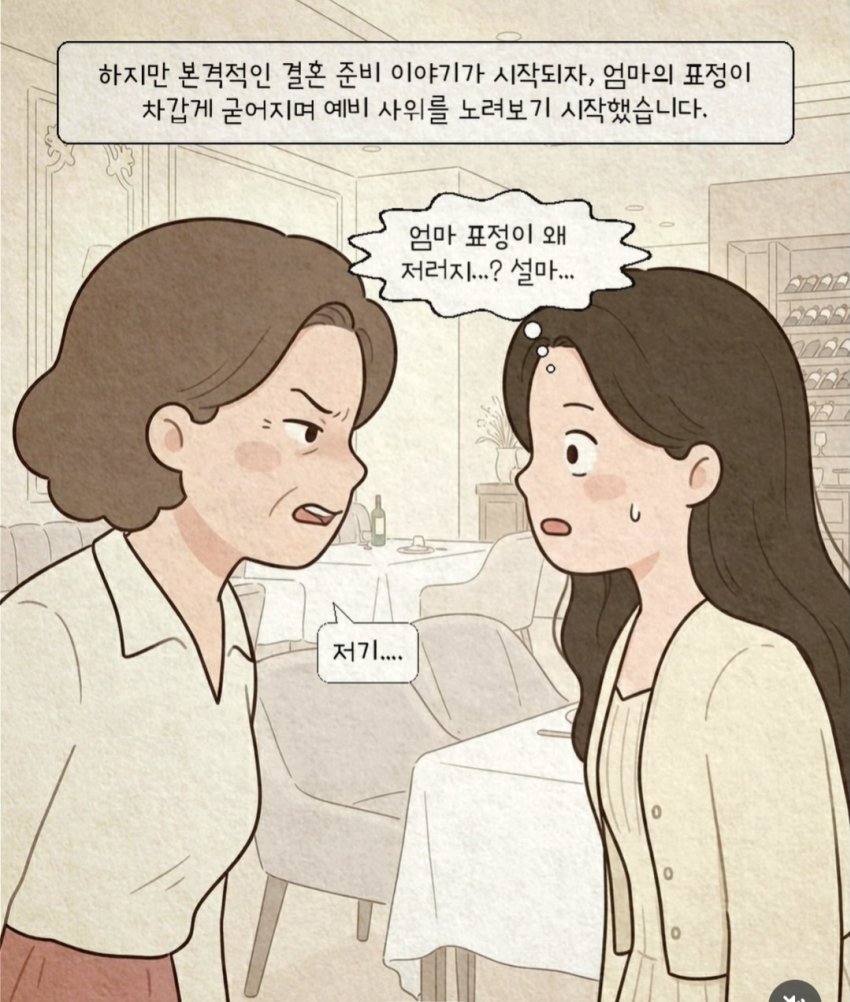 하지만 본격적인 결혼 준비 이야기가 시작되자, 엄마의 표정이
차갑게 굳어지며 예비 사위를 노려보기 시작했습니다.
엄마 표정이 왜
저러지...? 설마...
저기....